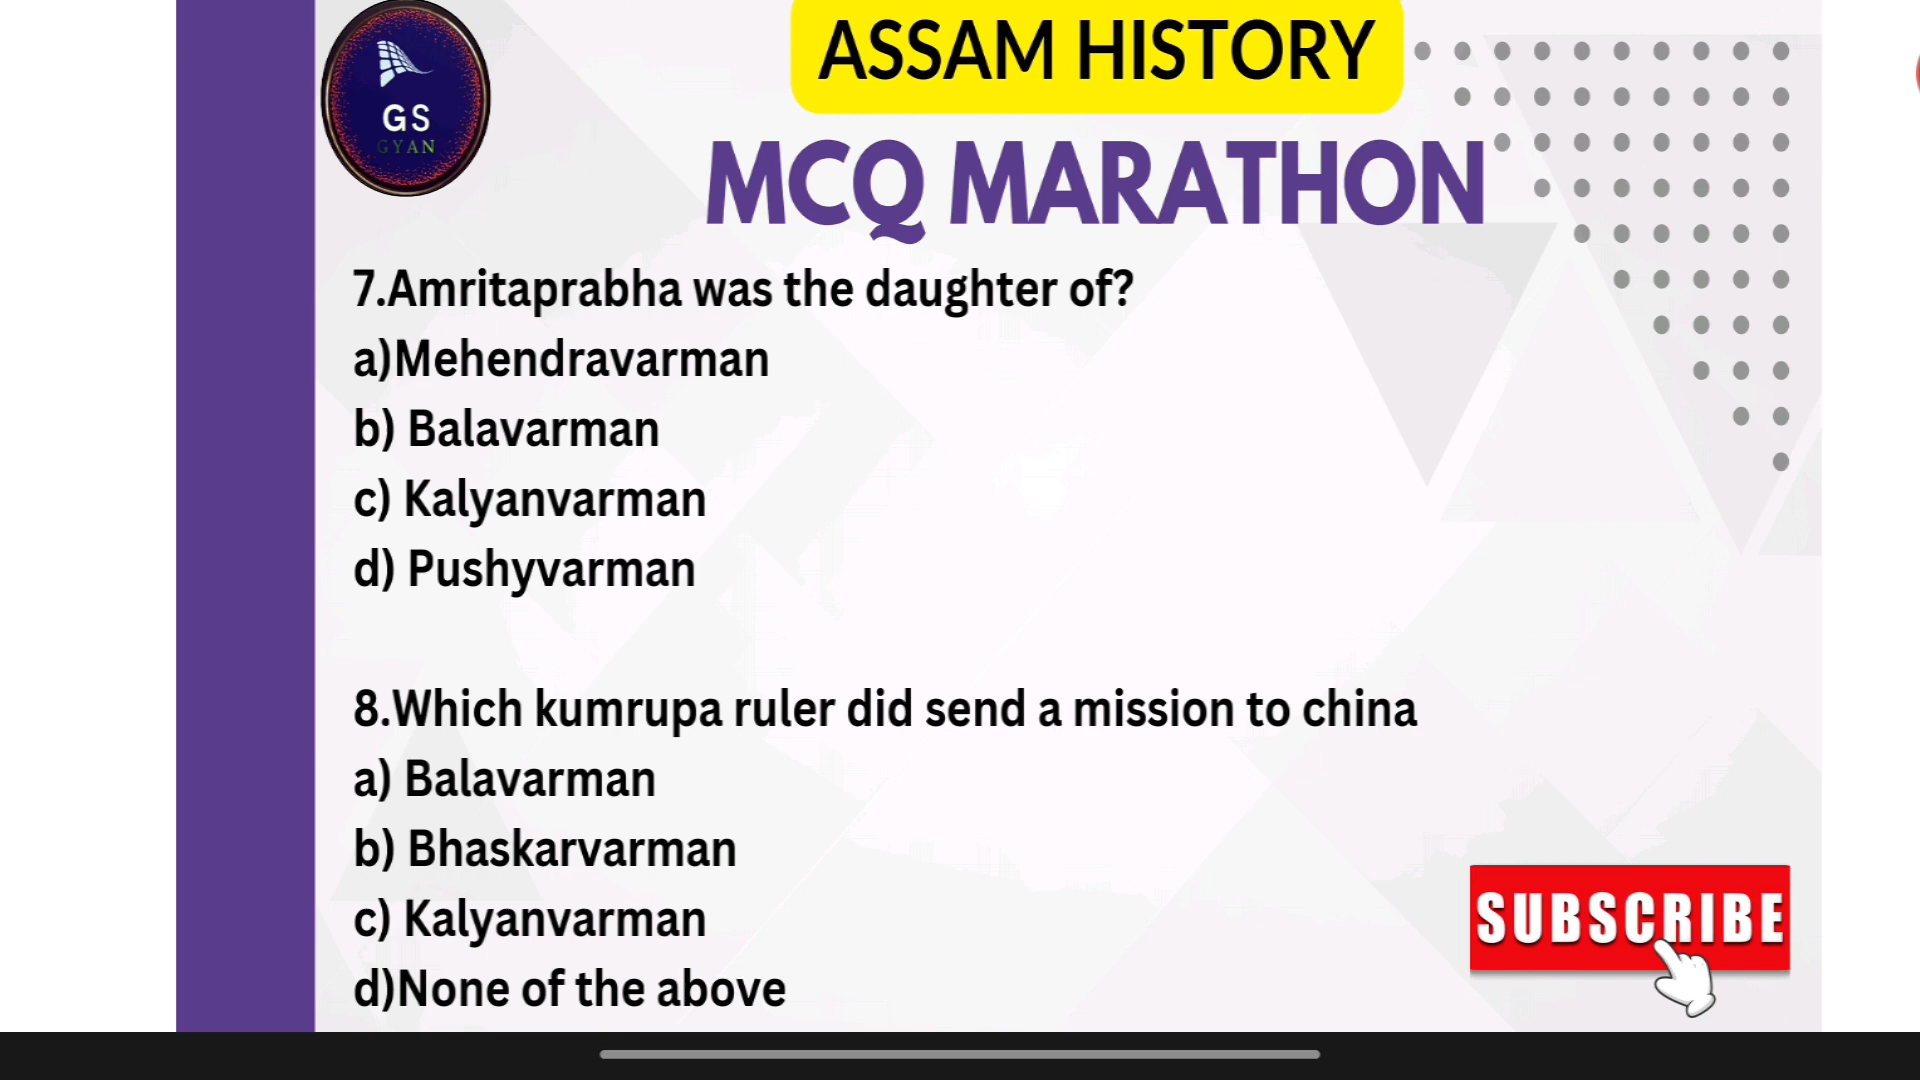 GS
GYAN
ASSAM HISTORY
MCQ MARATHON
7.Amritaprabha was the daughter of?
a)Mehendravarman
b) Balavarman
c) Kalyanvarman
d) Pushyvarman
8.Which kumrupa ruler did send a mission to china
a) Balavarman
b) Bhaskarvarman
c) Kalyanvarman
d)None of the above
SUBSCRIBE